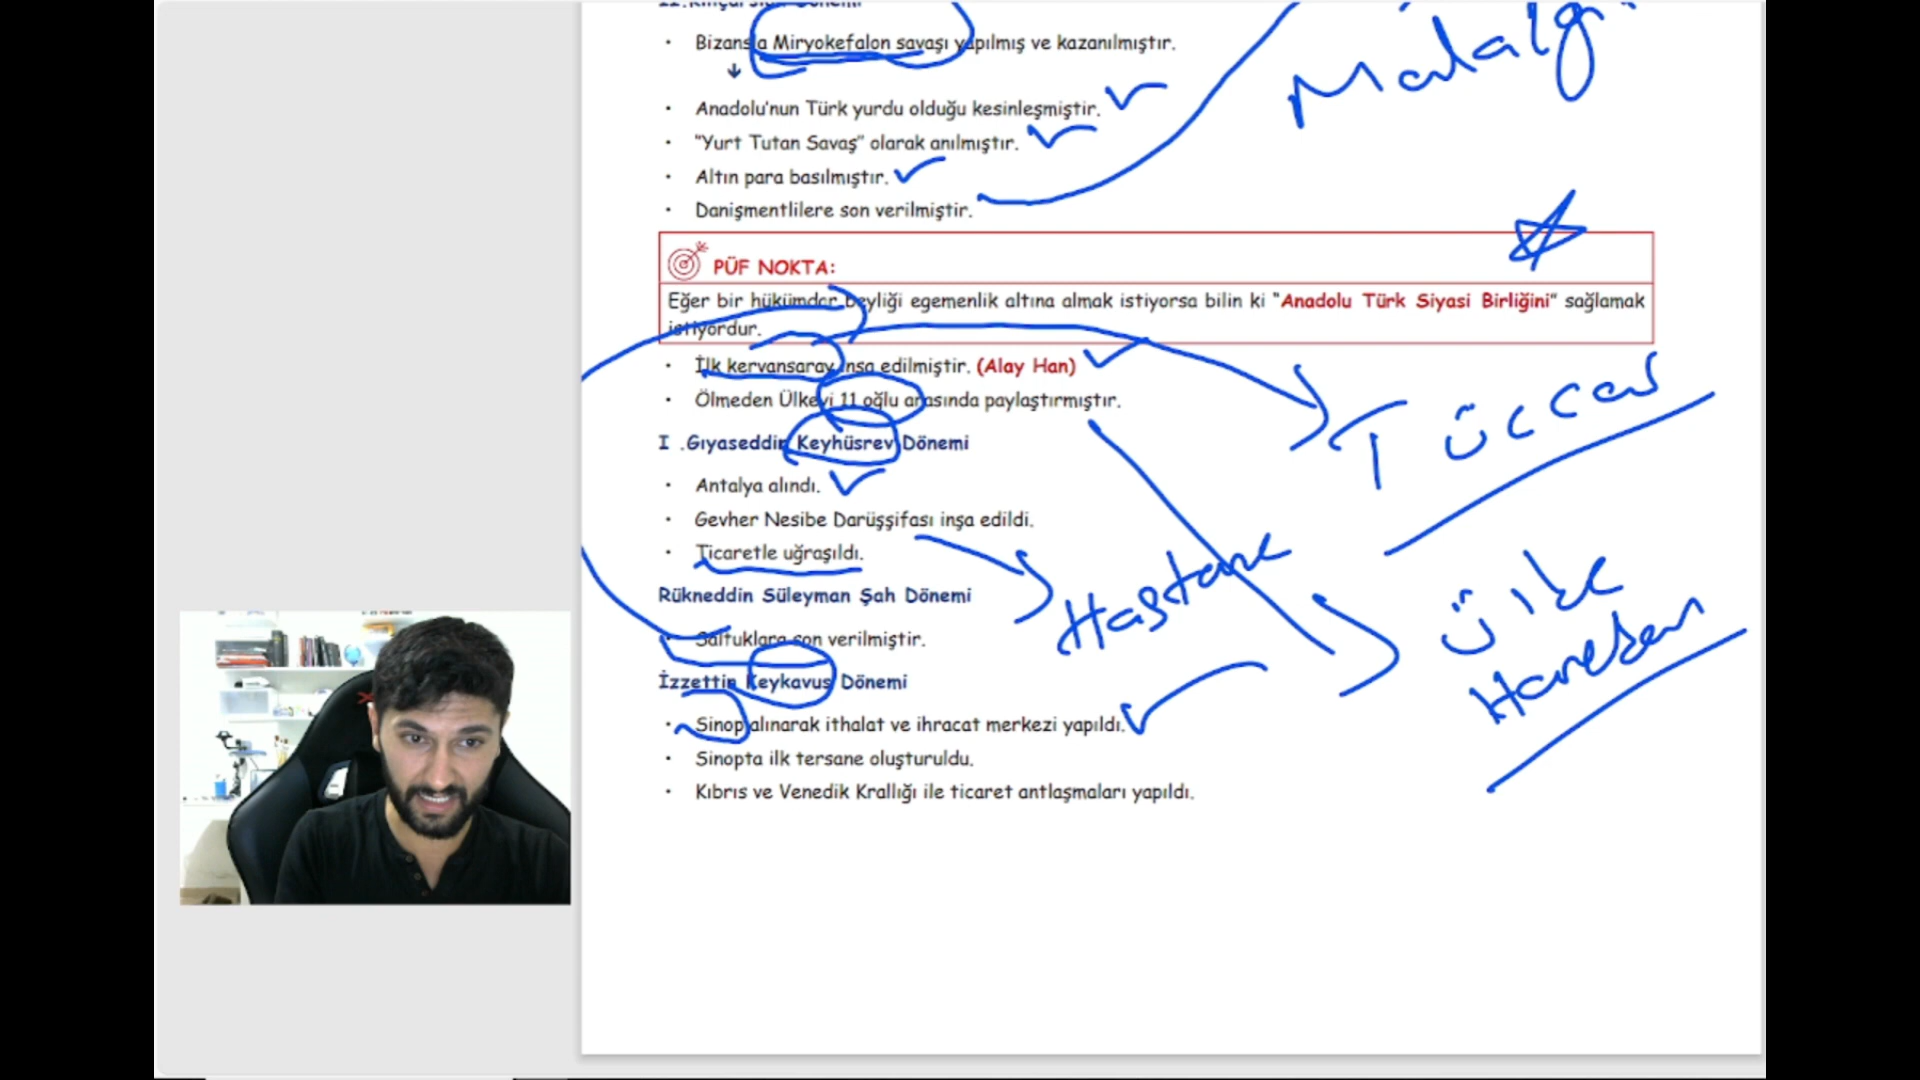 Bizansla Miryokefalon savaşı yapılmış ve kazanılmıştır.
Anadolu'nun Türk yurdu olduğu kesinleşmiştir.
"Yurt Tutan Savaş" olarak anılmıştır.
Altın para basılmıştır.
Danişmentlilere son verilmiştir.
PÜF NOKTA:
Eğer bir hükümdar beyliği egemenlik altına almak istiyorsa bilin ki "Anadolu Türk Siyasi Birliğini" sağlamak
istiyordur.
İlk kervansaray inşa edilmiştir. (Alay Han)
Tüccar
Ölmeden Ülkeyi 11 oğlu arasında paylaştırmıştır.
I .Gıyaseddin Keyhüsrev Dönemi
Antalya alındı.
Gevher Nesibe Darüşşifası inşa edildi.
Hastane
Ticaretle uğraşıldı.
Ülke
Rükneddin Süleyman Şah Dönemi
Saltuklara son verilmiştir.
İzzettin Keykavus Dönemi
Sinop alınarak ithalat ve ihracat merkezi yapıldı.
Sinopta ilk tersane oluşturuldu.
Kıbrıs ve Venedik Krallığı ile ticaret antlaşmaları yapıldı.